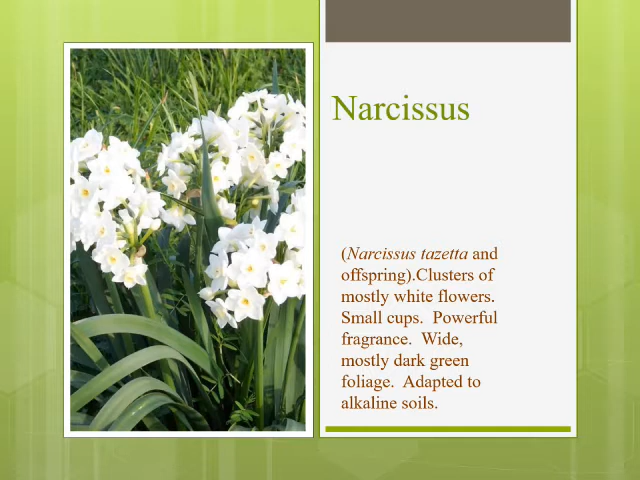 Narcissus
(Narcissus tazetta and
offspring).Clusters of
mostly white flowers.
Small cups.  Powerful
fragrance.  Wide,
mostly dark green
foliage.  Adapted to
alkaline soils.